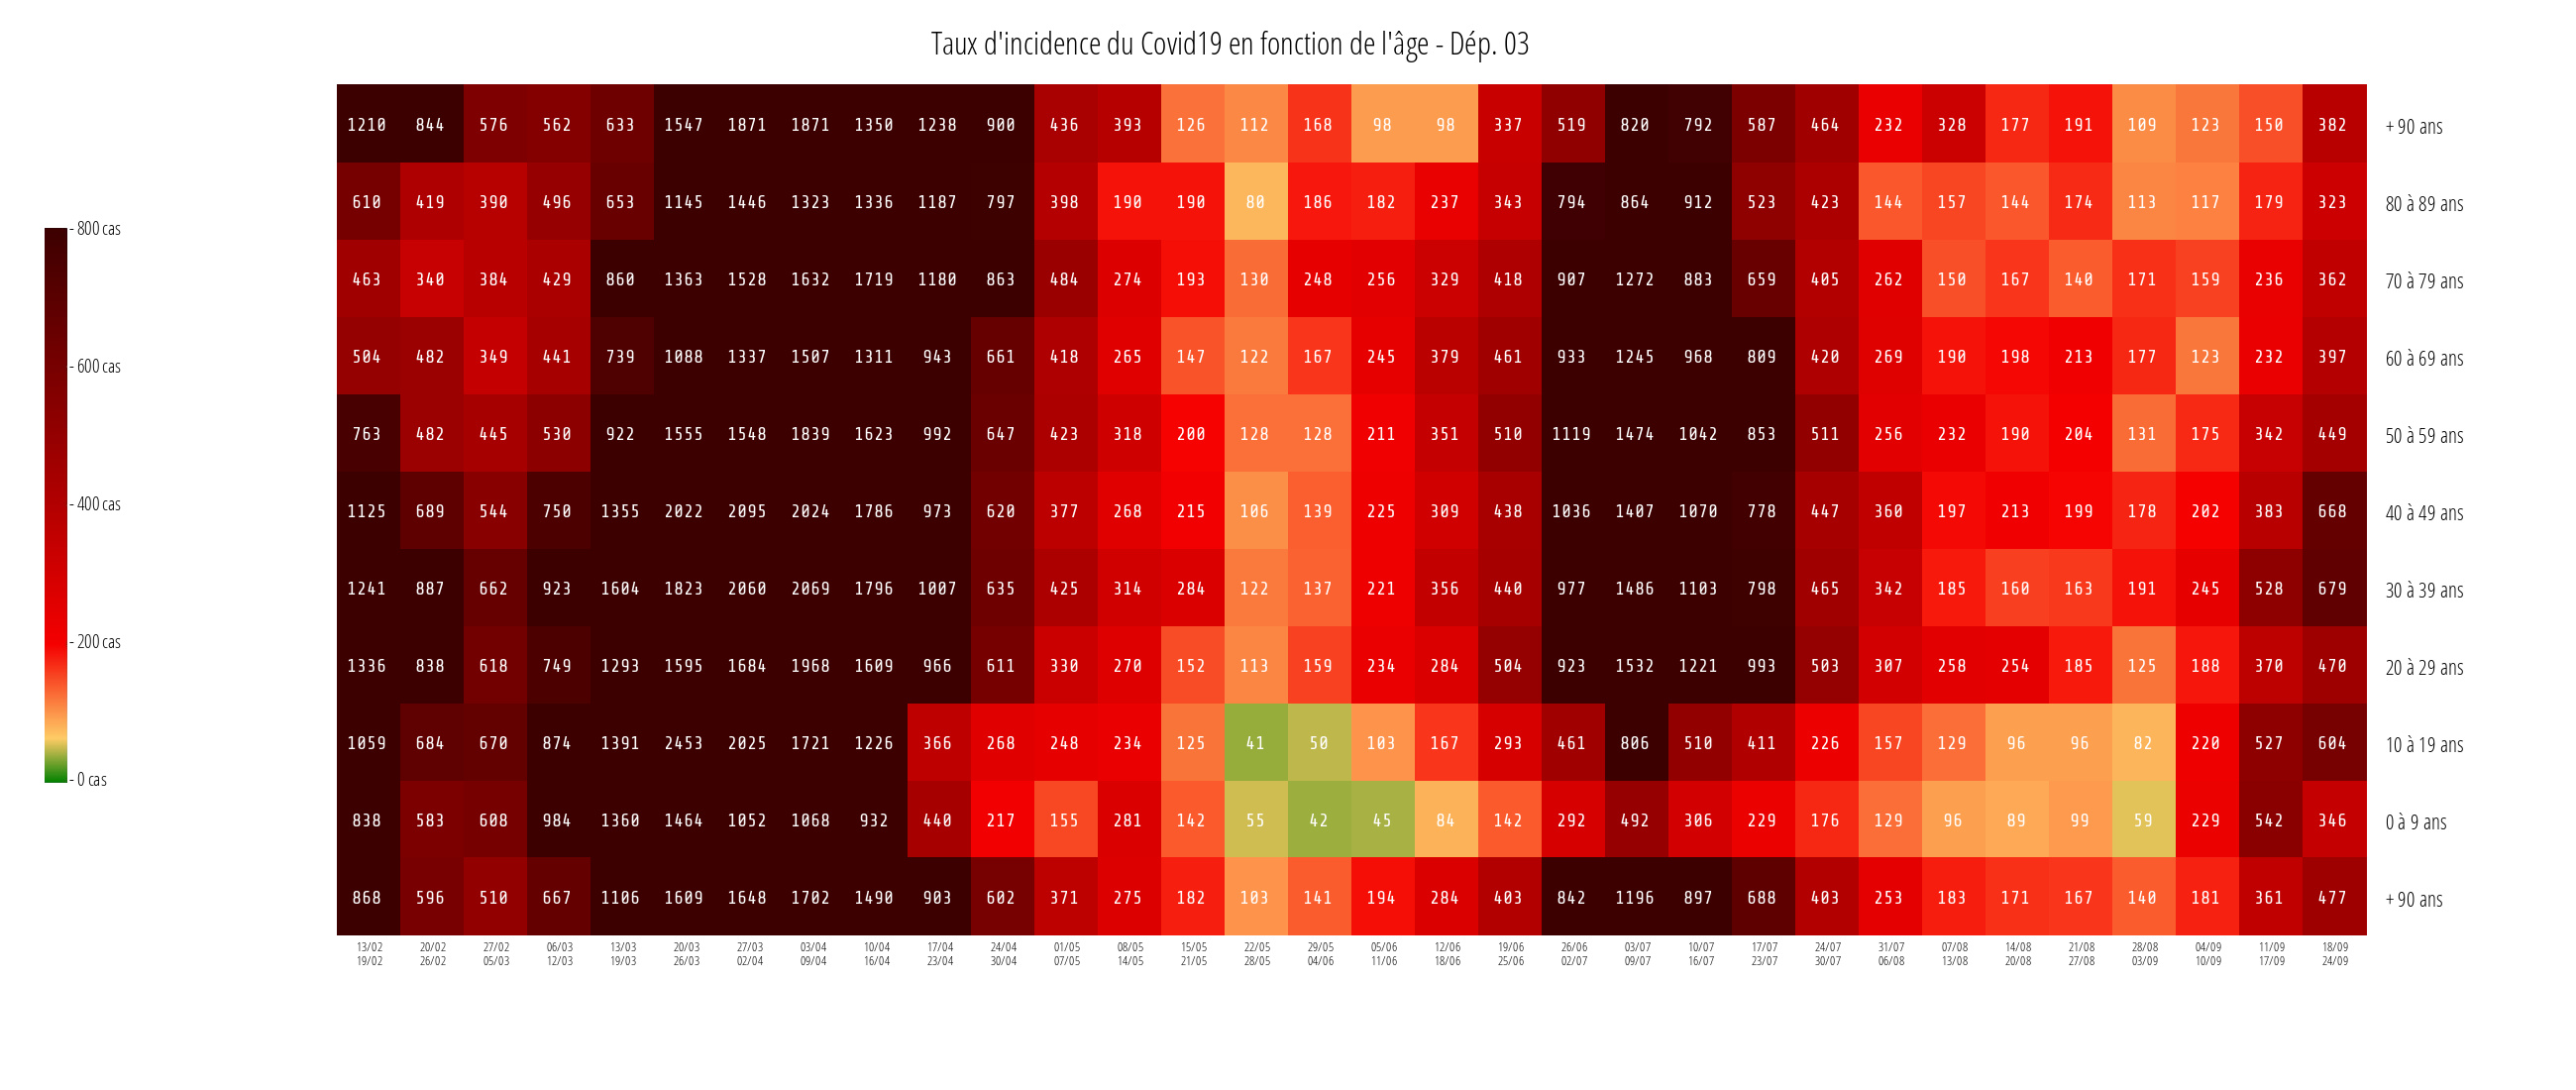 Taux d'incidence du Covid19 en fonction de l'âge - Dép. 03
1210 844 576 562 633 1547 1871 1871 1350 1238 900 436 393 126 112 168 98 98 337 519 820 792 587 464 232 328 177 191 109 123 150 382 + 90 ans
610 419 390 496 653 1145 1446 1323 1336 1187 797 398 190 190 80 186 182 237 343 794 864 912 523 423 144 157 144 174 113 117 179 323 80 à 89 ans
- 800 cas
463 340 384 429 860 1363 1528 1632 1719 1180 863 484 274 193 130 248 256 329 418 907 1272 883 659 405 262 150 167 140 171 159 236 362 70 à 79 ans
504 482 349 441 739 1088 1337 1507 1311 943 661 418 265 147 122 167 245 379 461 933 1245 968 809 420 269 190 198 213 177 123 232 397 60 à 69 ans
- 600 cas
763 482 445 530 922 1555 1548 1839 1623 992 647 423 318 200 128 128 211 351 510 1119 1474 1042 853 511 256 232 190 204 131 175 342 449 50 à 59 ans
- 400 cas
1125 689 544 750 1355 2022 2095 2024 1786 973 620 377 268 215 106 139 225 309 438 1036 1407 1070 778 447 360 197 213 199 178 202 383 668 40 à 49 ans
1241 887 662 923 1604 1823 2060 2069 1796 1007 635 425 314 284 122 137 221 356 440 977 1486 1103 798 465 342 185 160 163 191 245 528 679 30 à 39 ans
- 200 cas
1336 838 618 749 1293 1595 1684 1968 1609 966 611 330 270 152 113 159 234 284 504 923 1532 1221 993 503 307 258 254 185 125 188 370 470 20 à 29 ans
1059 684 670 874 1391 2453 2025 1721 1226 366 268 248 234 125 41 50 103 167 293 461 806 510 411 226 157 129 96 96 82 220 527 604 10 à 19 ans
- 0 cas
838 583 608 984 1360 1464 1052 1068 932 440 217 155 281 142 55 42 45 84 142 292 492 306 229 176 129 96 89 99 59 229 542 346 0 à 9 ans
868 596 510 667 1106 1609 1648 1702 1490 903 602 371 275 182 103 141 194 284 403 842 1196 897 688 403 253 183 171 167 140 181 361 477 + 90 ans
13/02 20/02 27/02 06/03 13/03 20/03 27/03 03/04 10/04 17/04 24/04 01/05 08/05 15/05 22/05 29/05 05/06 12/06 19/06 26/06 03/07 10/07 17/07 24/07 31/07 07/08 14/08 21/08 28/08 04/09 11/09 18/09
19/02 26/02 05/03 12/03 19/03 26/03 02/04 09/04 16/04 23/04 30/04 07/05 14/05 21/05 28/05 04/06 11/06 18/06 25/06 02/07 09/07 16/07 23/07 30/07 06/08 13/08 20/08 27/08 03/09 10/09 17/09 24/09